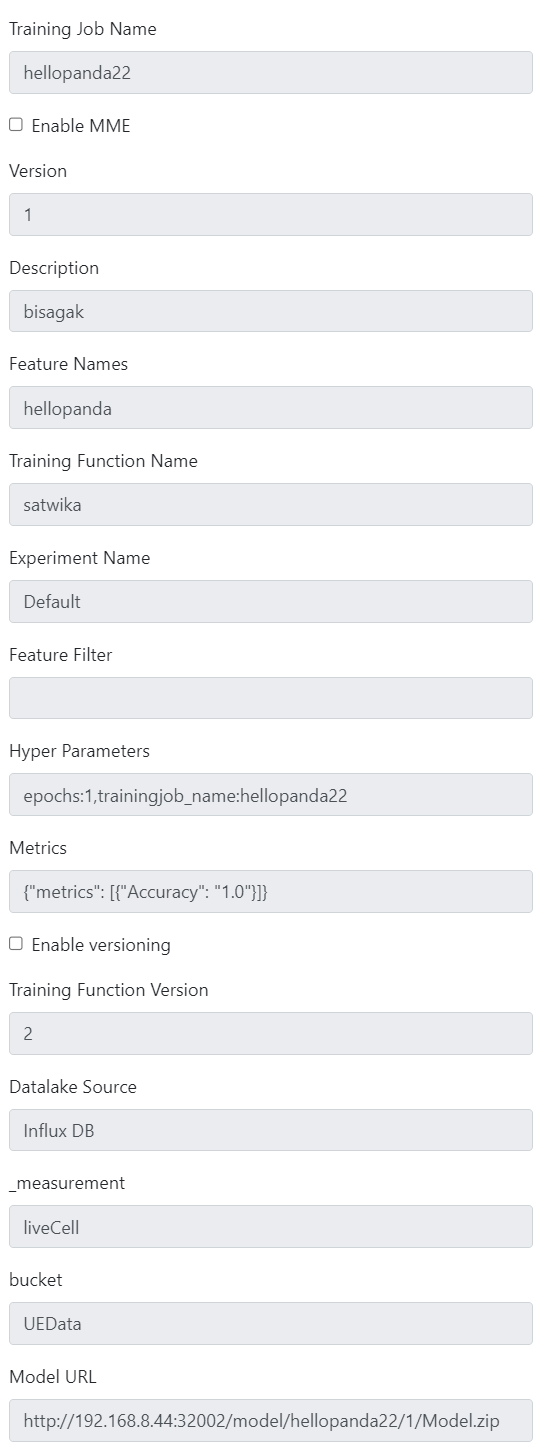 Training Job Name
hellopanda22
Enable MME
Version
1
Description
bisagak
Feature Names
hellopanda
Training Function Name
satwika
Experiment Name
Default
Feature Filter
Hyper Parameters
epochs:1,trainingjob_name:hellopanda22
Metrics
{"metrics": [{"Accuracy": "1.0"}]}
Enable versioning
Training Function Version
2
Datalake Source
Influx DB
_measurement
liveCell
bucket
UEData
Model URL
http://192.168.8.44:32002/model/hellopanda22/1/Model.zip